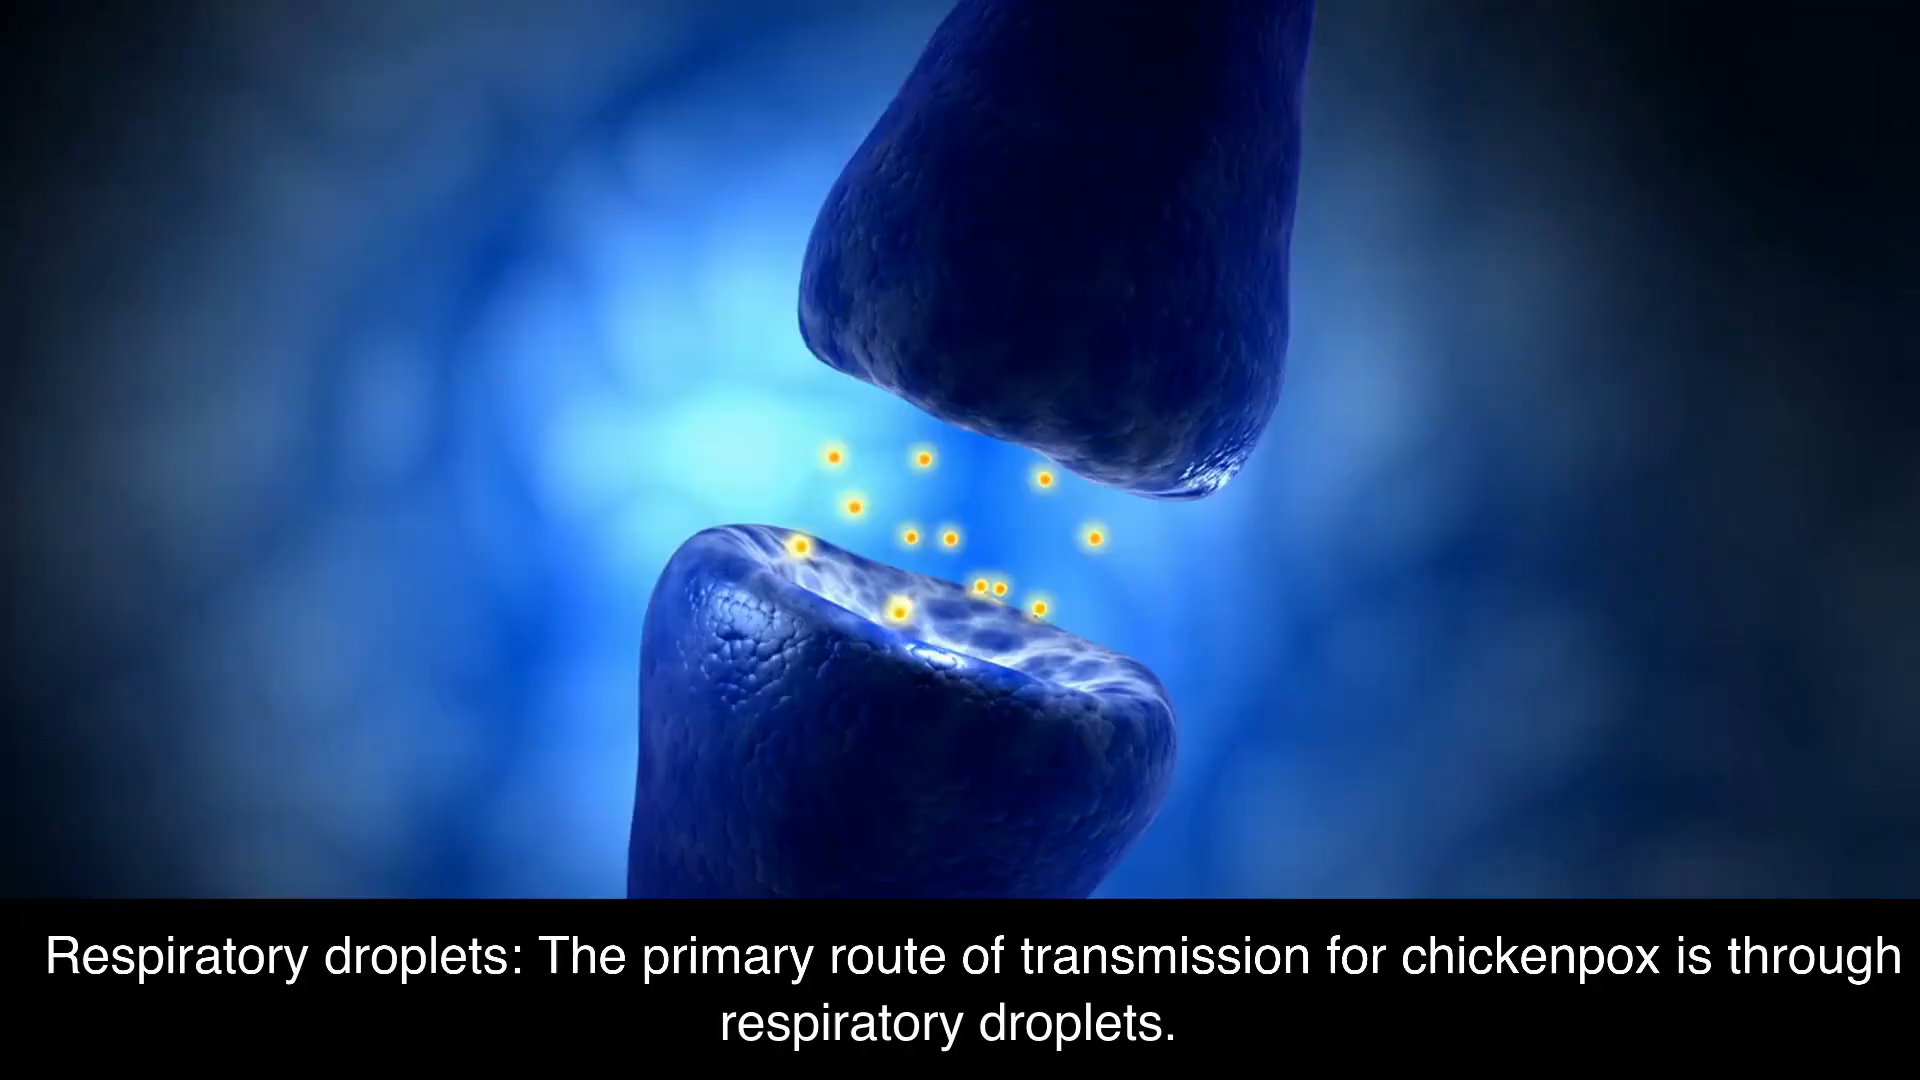 Respiratory droplets: The primary route of transmission for chickenpox is through
respiratory droplets.